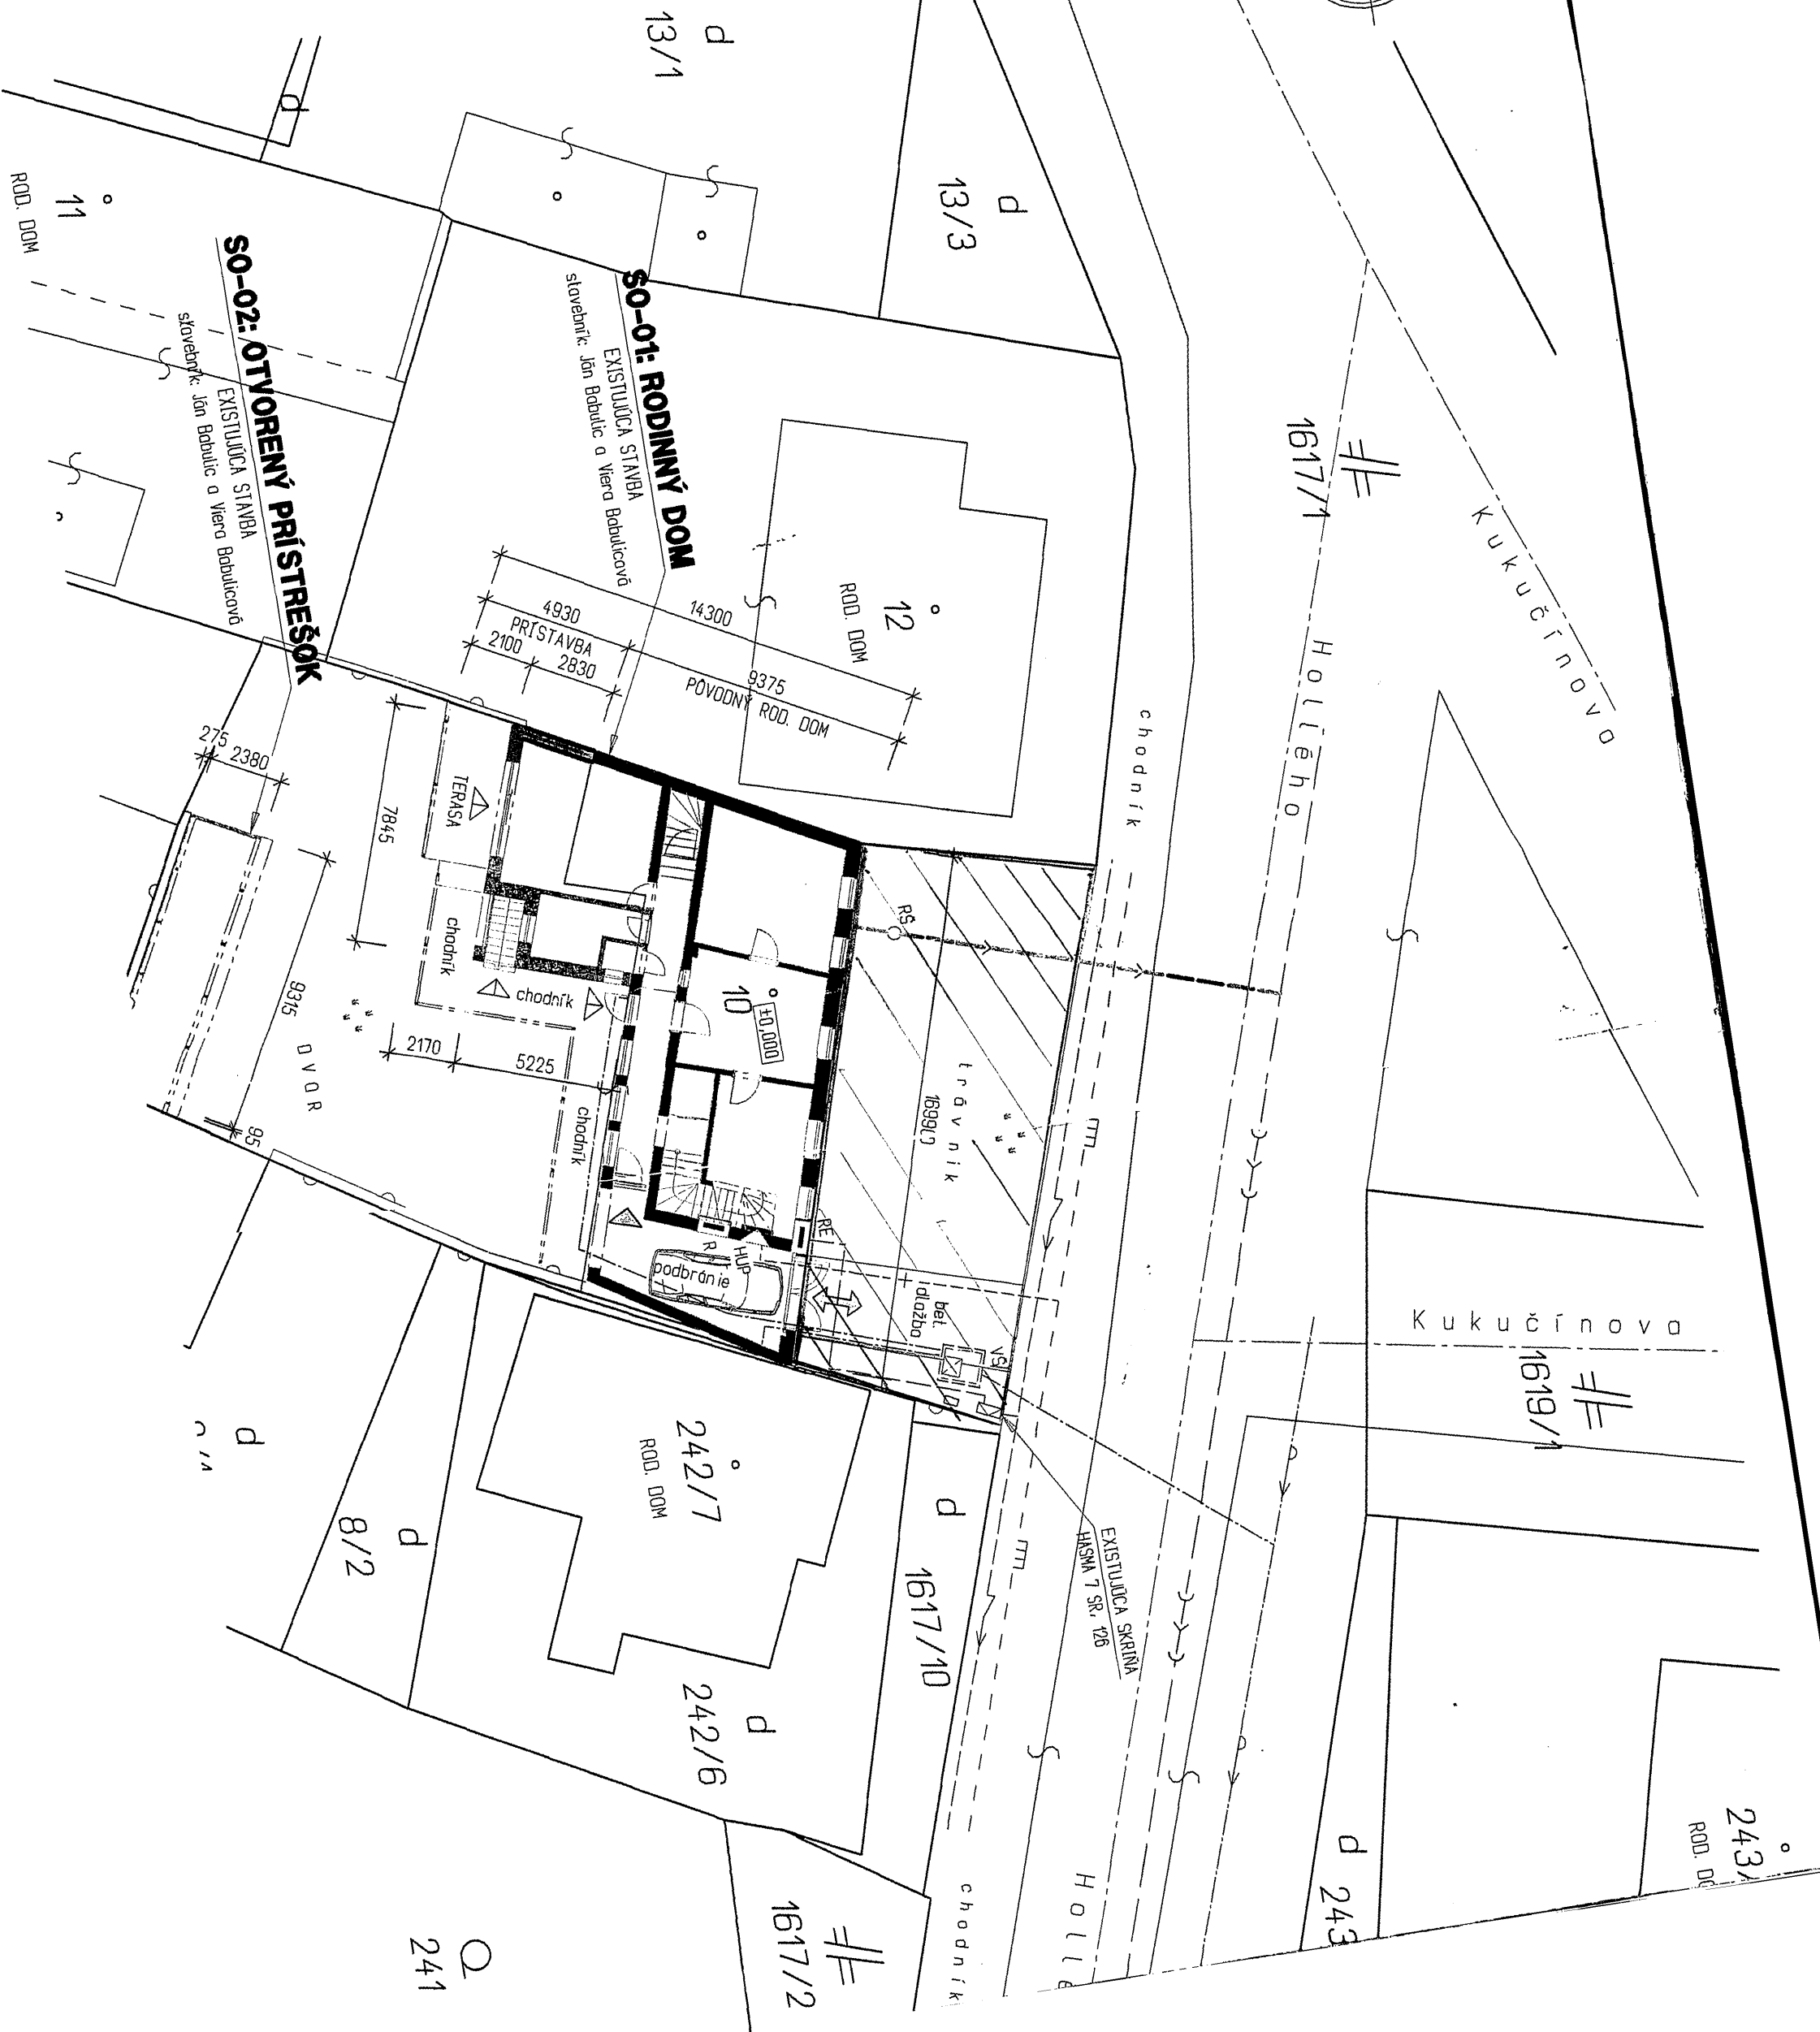 d
13/1
d
13/3
d
11
ROD. DOM
SO-02: OTVORENÝ PRÍSTREŠOK
EXISTUJÚCA STAVBA
stavebník: Ján Babulic a Viera Babulicová
SO-01: RODINNÝ DOM
EXISTUJÚCA STAVBA
stavebník: Ján Babulic a Viera Babulicová
12
ROD. DOM
1617/1
Kukučínova
Hollého
chodník
14300
4930
PRÍSTAVBA
2100
2830
9375
PÔVODNÝ ROD. DOM
275
2380
7845
TERASA
chodník
9315
DVOR
95
2170
5225
chodník
chodník
10
±0,000
RŠ
trávnik
RE
HUP
R
podbránie
bet.
dlažba
VŠ
EXISTUJÚCA SKRIŇA
HASMA 7 SR, 126
Kukučínova
1619/1
242/7
ROD. DOM
d
1617/10
d
8/2
d
d
242/6
1617/2
241
chodník
d
243
243/
ROD.